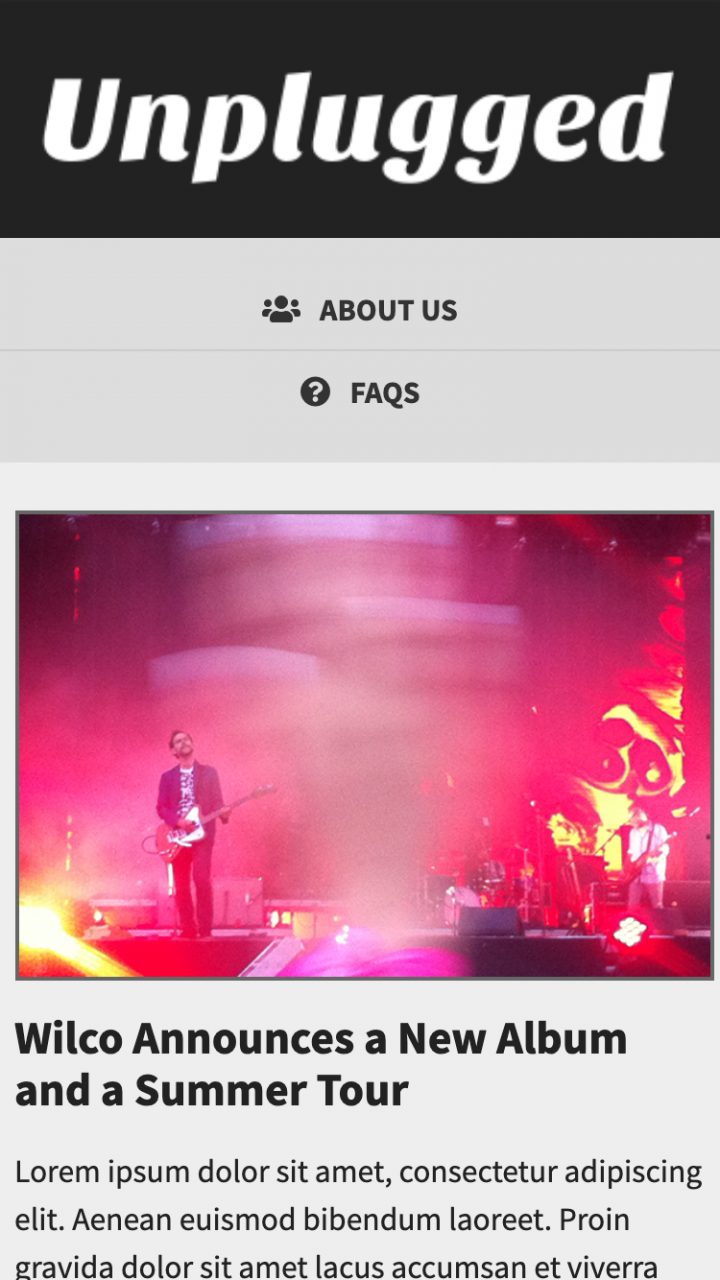 Unplugged
ABOUT US
FAQS
Wilco Announces a New Album
and a Summer Tour
Lorem ipsum dolor sit amet, consectetur adipiscing
elit. Aenean euismod bibendum laoreet. Proin
gravida dolor sit amet lacus accumsan et viverra